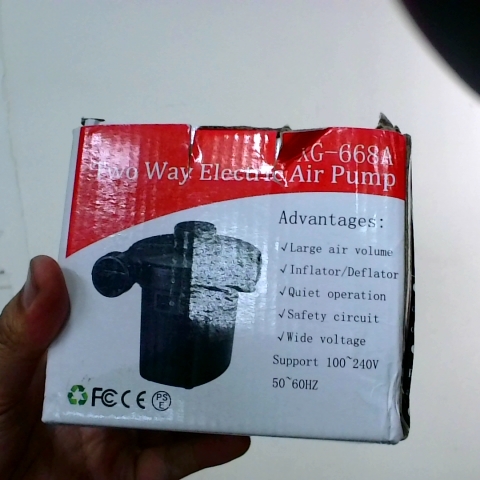 XG-668A
Two Way Electric Air Pump
Advantages:
√Large air volume
√Inflator/Deflator
√Quiet operation
√Safety circuit
√Wide voltage
Support 100~240V
50~60HZ
FC CE PS E